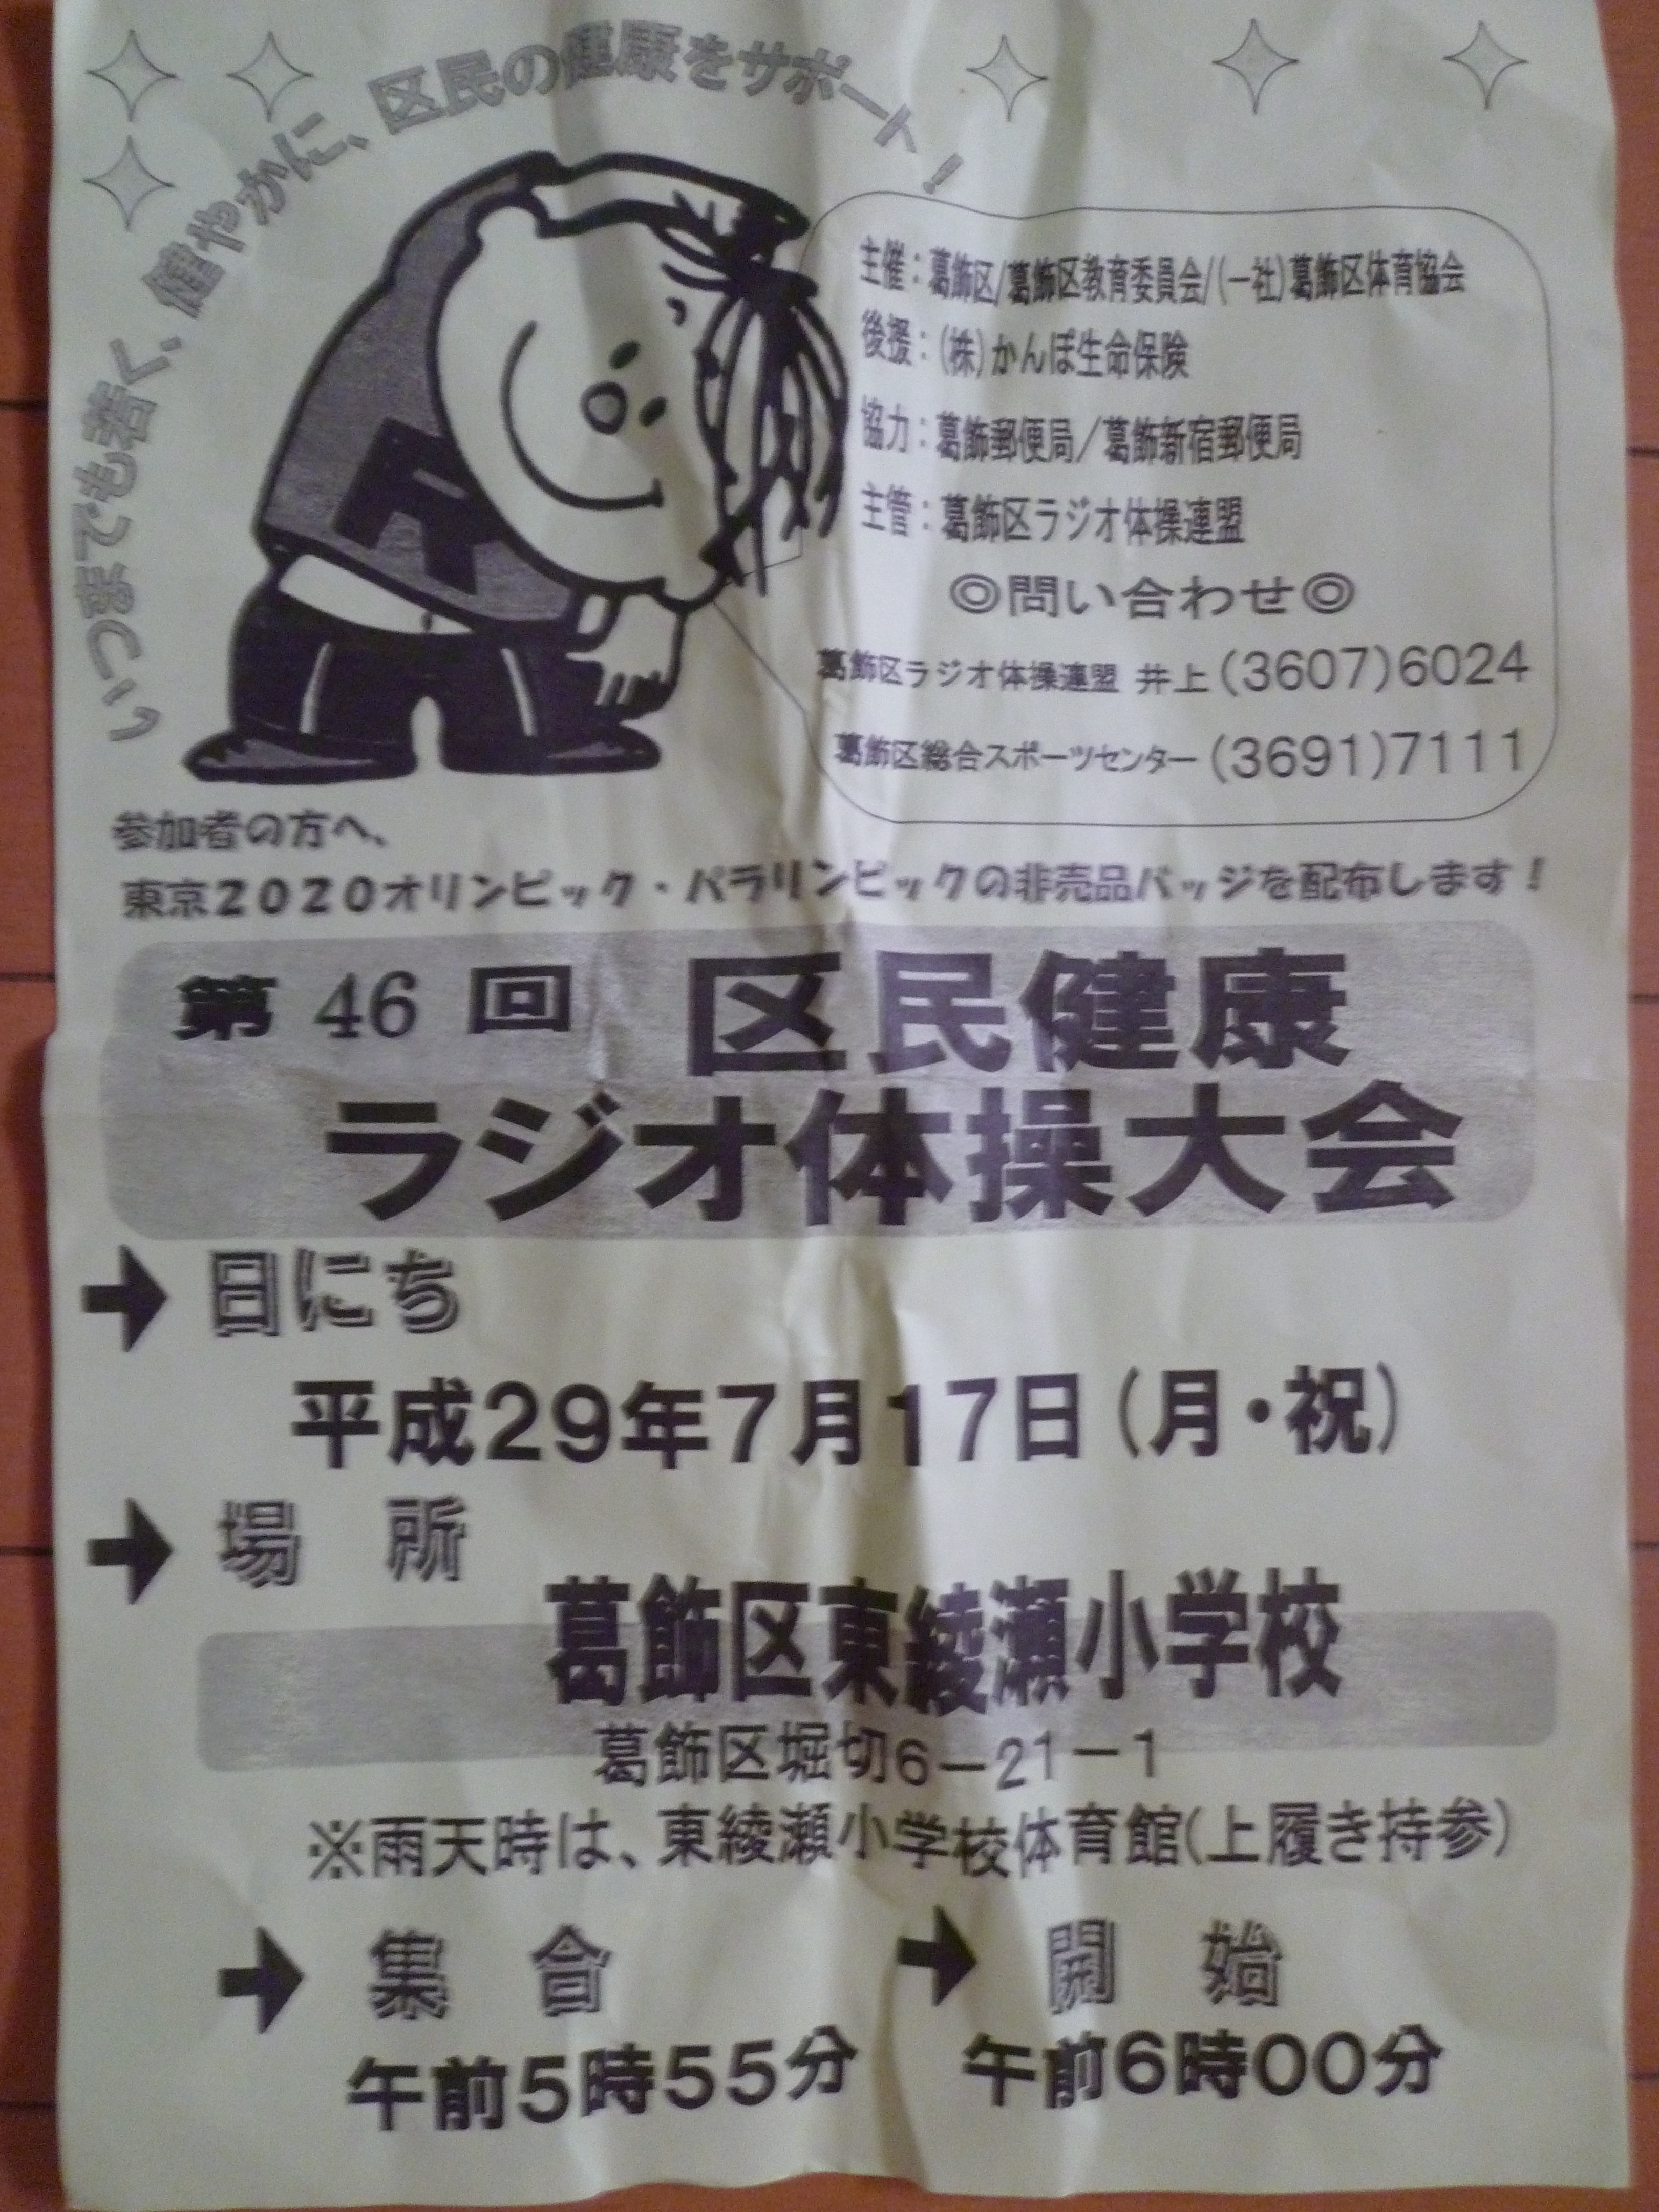 いつまでも若く、健やかに、区民の健康をサポート!
主催：葛飾区/葛飾区教育委員会/(一社)葛飾区体育協会
後援：(株)かんぽ生命保険
協力：葛飾郵便局／葛飾新宿郵便局
主管：葛飾区ラジオ体操連盟
◎問い合わせ◎
葛飾区ラジオ体操連盟 井上(3607)6024
葛飾区総合スポーツセンター(3691)7111
R
参加者の方へ、
東京2020オリンピック・パラリンピックの非売品バッジを配布します!
第 46 回 区民健康
ラジオ体操大会
➡ 日にち
平成29年7月17日(月・祝)
➡ 場 所
葛飾区東綾瀬小学校
葛飾区堀切6－21－1
※雨天時は、東綾瀬小学校体育館(上履き持参)
➡ 集 合 ➡ 開 始
午前5時55分 午前6時00分